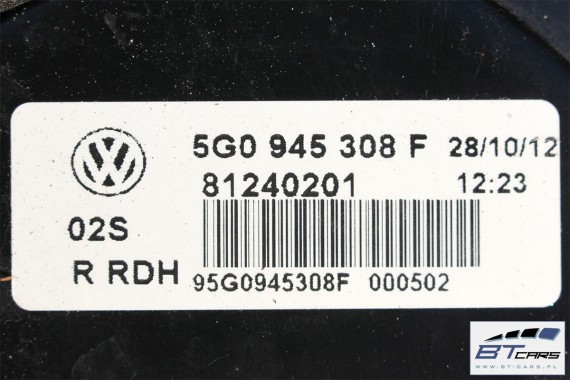 5G0 945 308 F 28/10/12
81240201 12:23
02S
R RDH
95G0945308F 000502
BT CARS
WWW.BT-CARS.PL